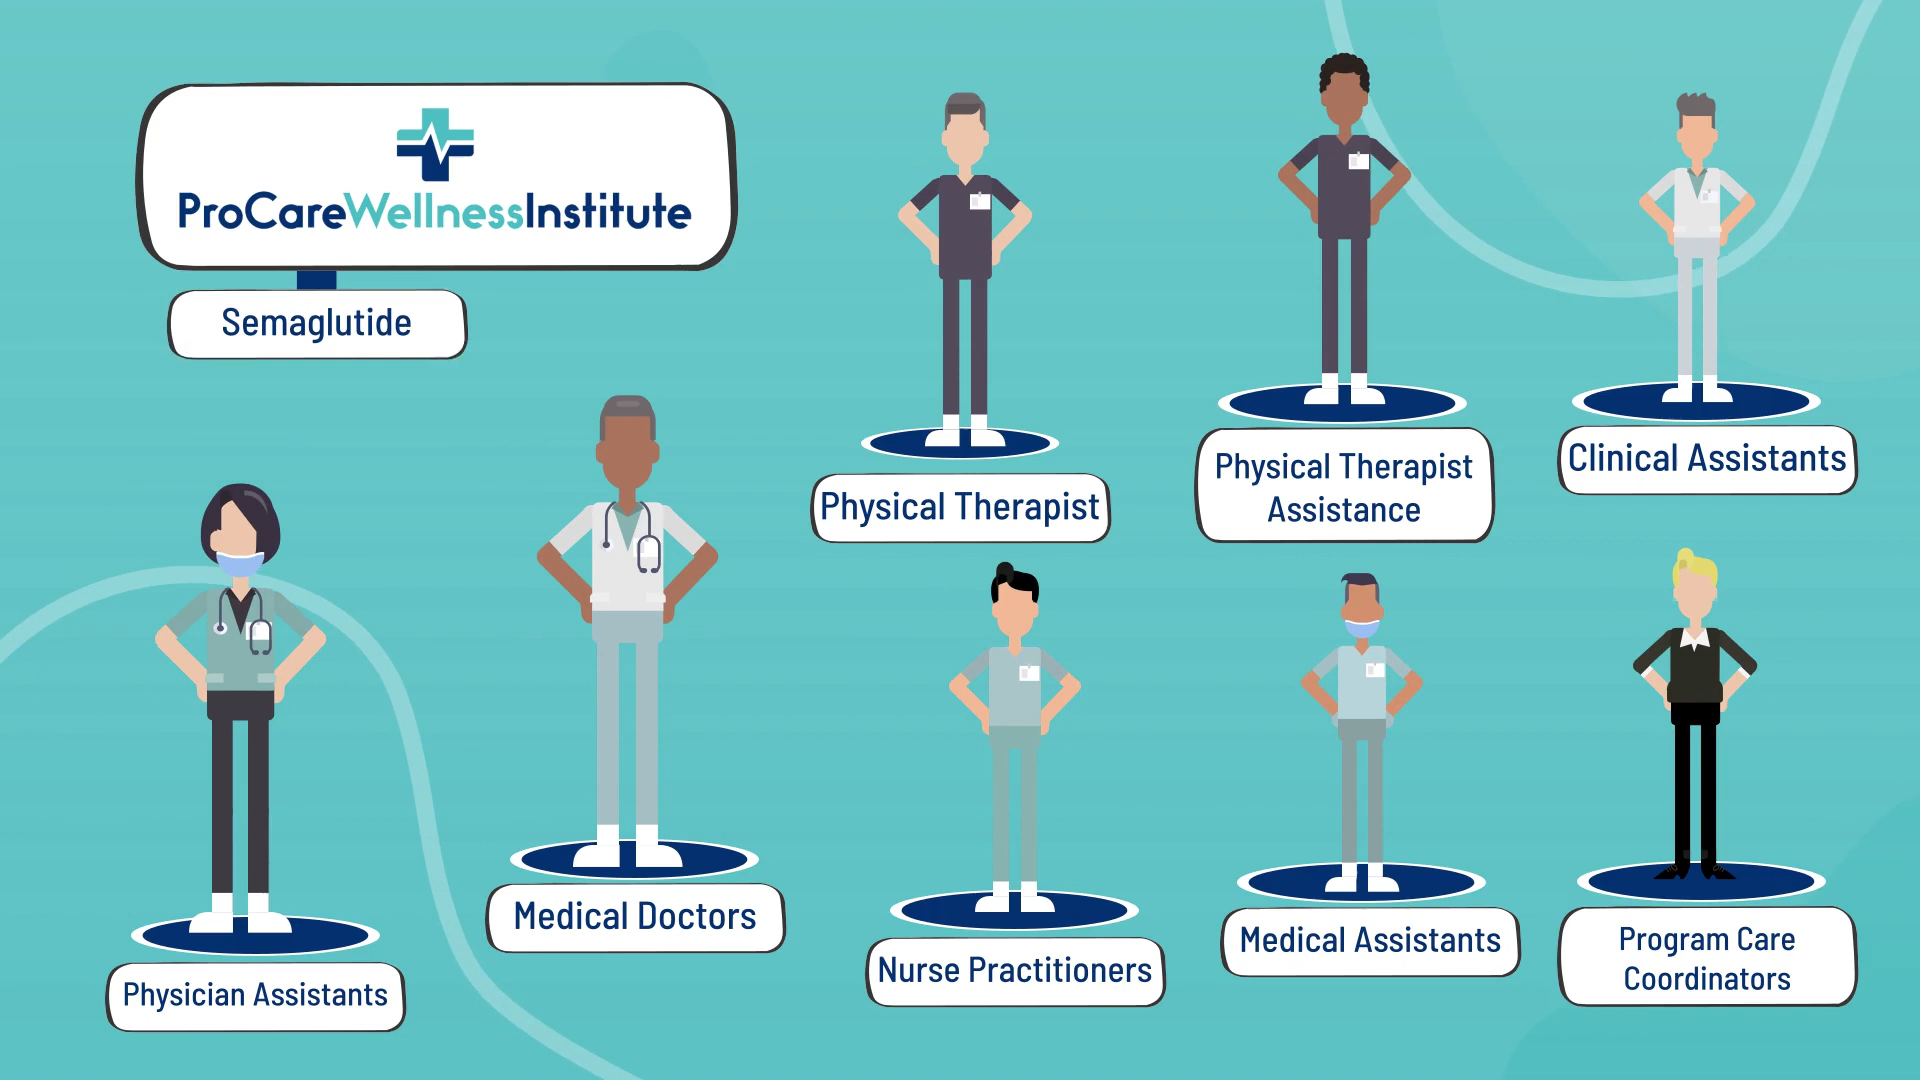 ProCareWellnessInstitute
Semaglutide
Physical Therapist
Physical Therapist
Assistance
Clinical Assistants
Physician Assistants
Medical Doctors
Nurse Practitioners
Medical Assistants
Program Care
Coordinators